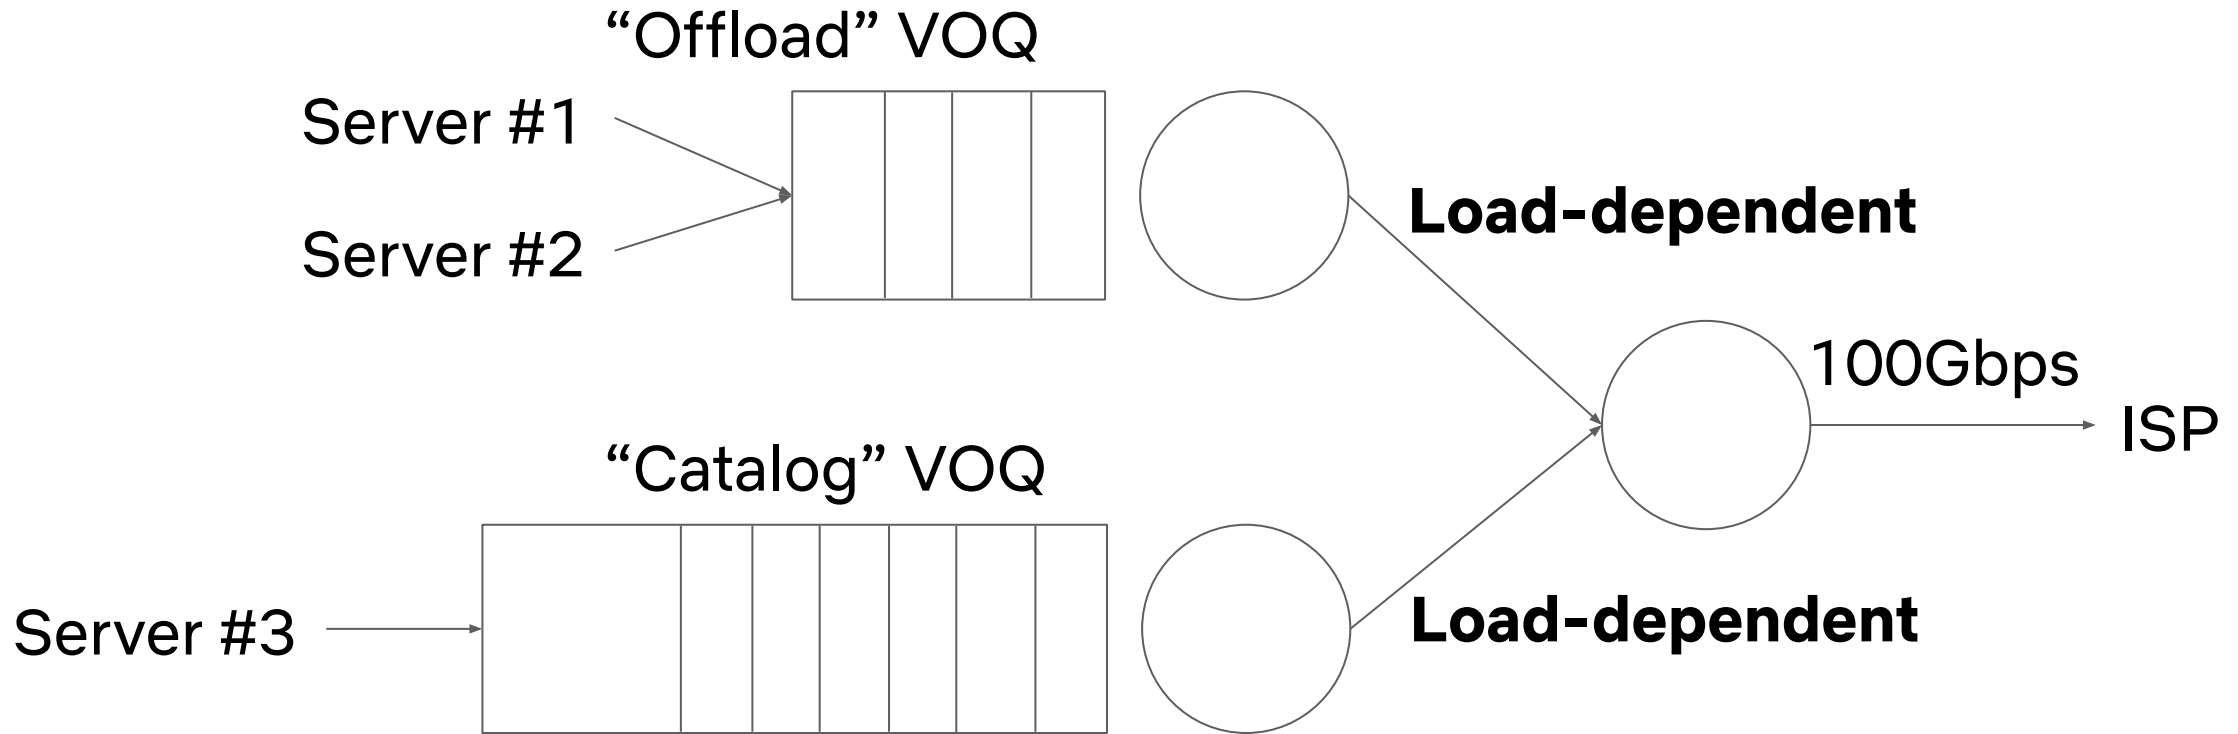 “Offload” VOQ
Server #1
Server #2
Load-dependent
100Gbps
ISP
“Catalog” VOQ
Server #3
Load-dependent